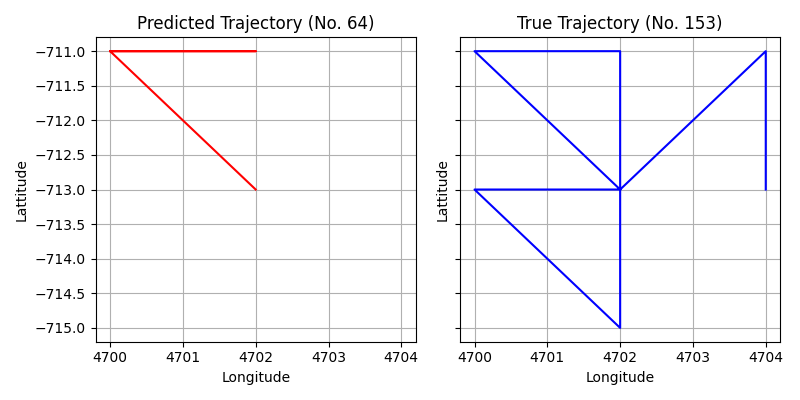 Predicted Trajectory (No. 64)
−711.0
−711.5
−712.0
−712.5
−713.0
−713.5
−714.0
−714.5
−715.0
Lattitude
4700 4701 4702 4703 4704
Longitude
True Trajectory (No. 153)
Lattitude
4700 4701 4702 4703 4704
Longitude